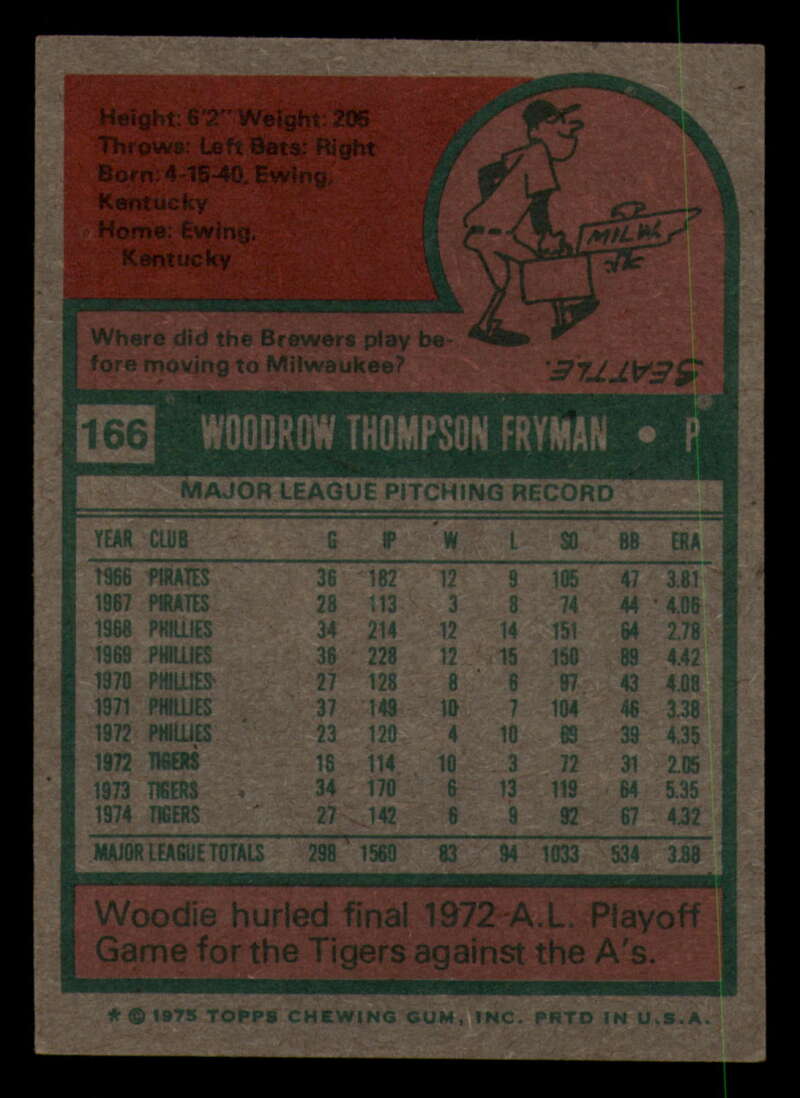 Height: 6'2" Weight: 205
Throws: Left Bats: Right
Born: 4-15-40, Ewing,
Kentucky
Home: Ewing,
Kentucky
MILW.
Where did the Brewers play be-
fore moving to Milwaukee?
SEATTLE.
166 WOODROW THOMPSON FRYMAN • P
MAJOR LEAGUE PITCHING RECORD
YEAR CLUB G IP W L SO BB ERA
1966 PIRATES 36 182 12 9 105 47 3.81
1967 PIRATES 28 113 3 8 74 44 4.06
1968 PHILLIES 34 214 12 14 151 64 2.78
1969 PHILLIES 36 228 12 15 150 89 4.42
1970 PHILLIES 27 128 8 6 97 43 4.08
1971 PHILLIES 37 149 10 7 104 46 3.38
1972 PHILLIES 23 120 4 10 69 39 4.35
1972 TIGERS 16 114 10 3 72 31 2.05
1973 TIGERS 34 170 6 13 119 64 5.35
1974 TIGERS 27 142 6 9 92 67 4.32
MAJOR LEAGUE TOTALS 298 1560 83 94 1033 534 3.88
Woodie hurled final 1972 A.L. Playoff
Game for the Tigers against the A's.
* © 1975 TOPPS CHEWING GUM, INC. PRTD IN U.S.A.